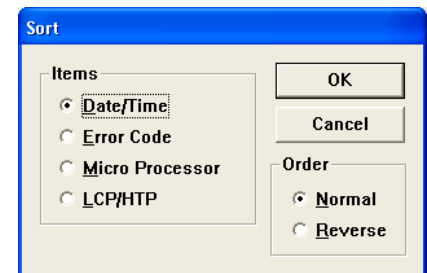 Sort
Items
Date/Time
Error Code
Micro Processor
LCP/HTP
OK
Cancel
Order
Normal
Reverse